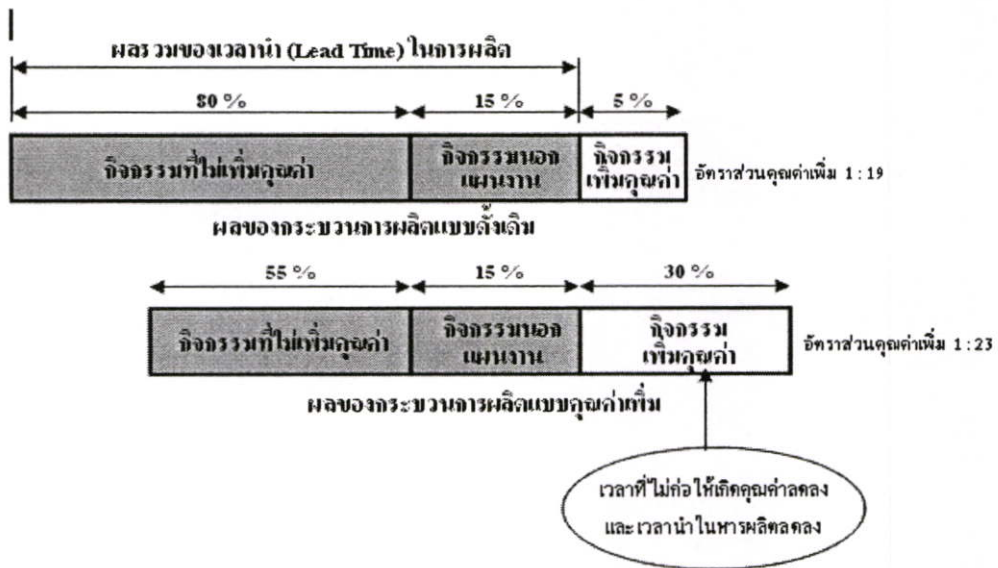 ผลรวมของเวลานำ (Lead Time) ในการผลิต
80 % 15 % 5 %
กิจกรรมที่ไม่เพิ่มคุณค่า กิจกรรมนอก กิจกรรม
แผนงาน เพิ่มคุณค่า
อัตราส่วนคุณค่าเพิ่ม 1:19
ผลของกระบวนการผลิตแบบดั้งเดิม
55 % 15 % 30 %
กิจกรรมที่ไม่เพิ่มคุณค่า กิจกรรมนอก กิจกรรม
แผนงาน เพิ่มคุณค่า
อัตราส่วนคุณค่าเพิ่ม 1:23
ผลของกระบวนการผลิตแบบคุณค่าเพิ่ม
เวลาที่ไม่ก่อให้เกิดคุณค่าลดลง
และเวลานำในหารผลิตลดลง